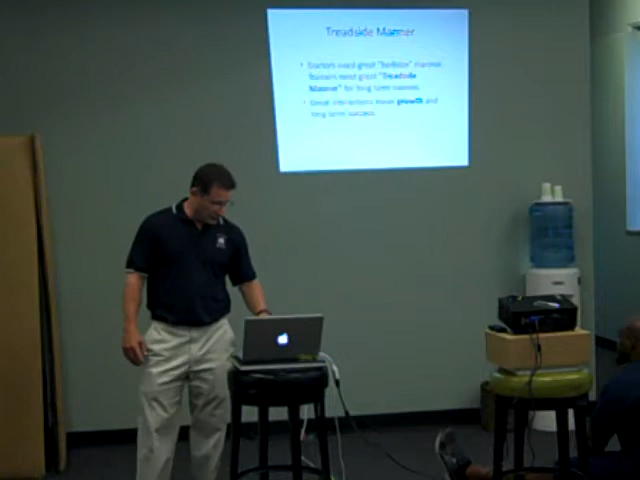 Treadside Manner
• Doctors need great "bedside" manner.
Trainers need great "Treadside
Manner" for long term success.
• Great interactions mean growth and
long term success.